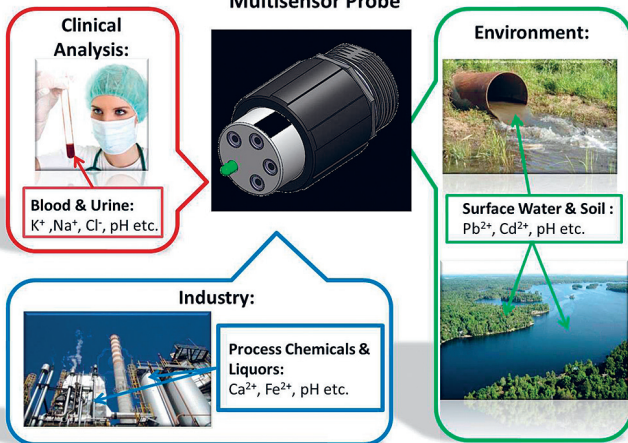 Multisensor Probe
Clinical
Analysis:
Blood & Urine:
K⁺ ,Na⁺, Cl⁻, pH etc.
Environment:
Surface Water & Soil :
Pb²⁺, Cd²⁺, pH etc.
Industry:
Process Chemicals &
Liquors:
Ca²⁺, Fe²⁺, pH etc.